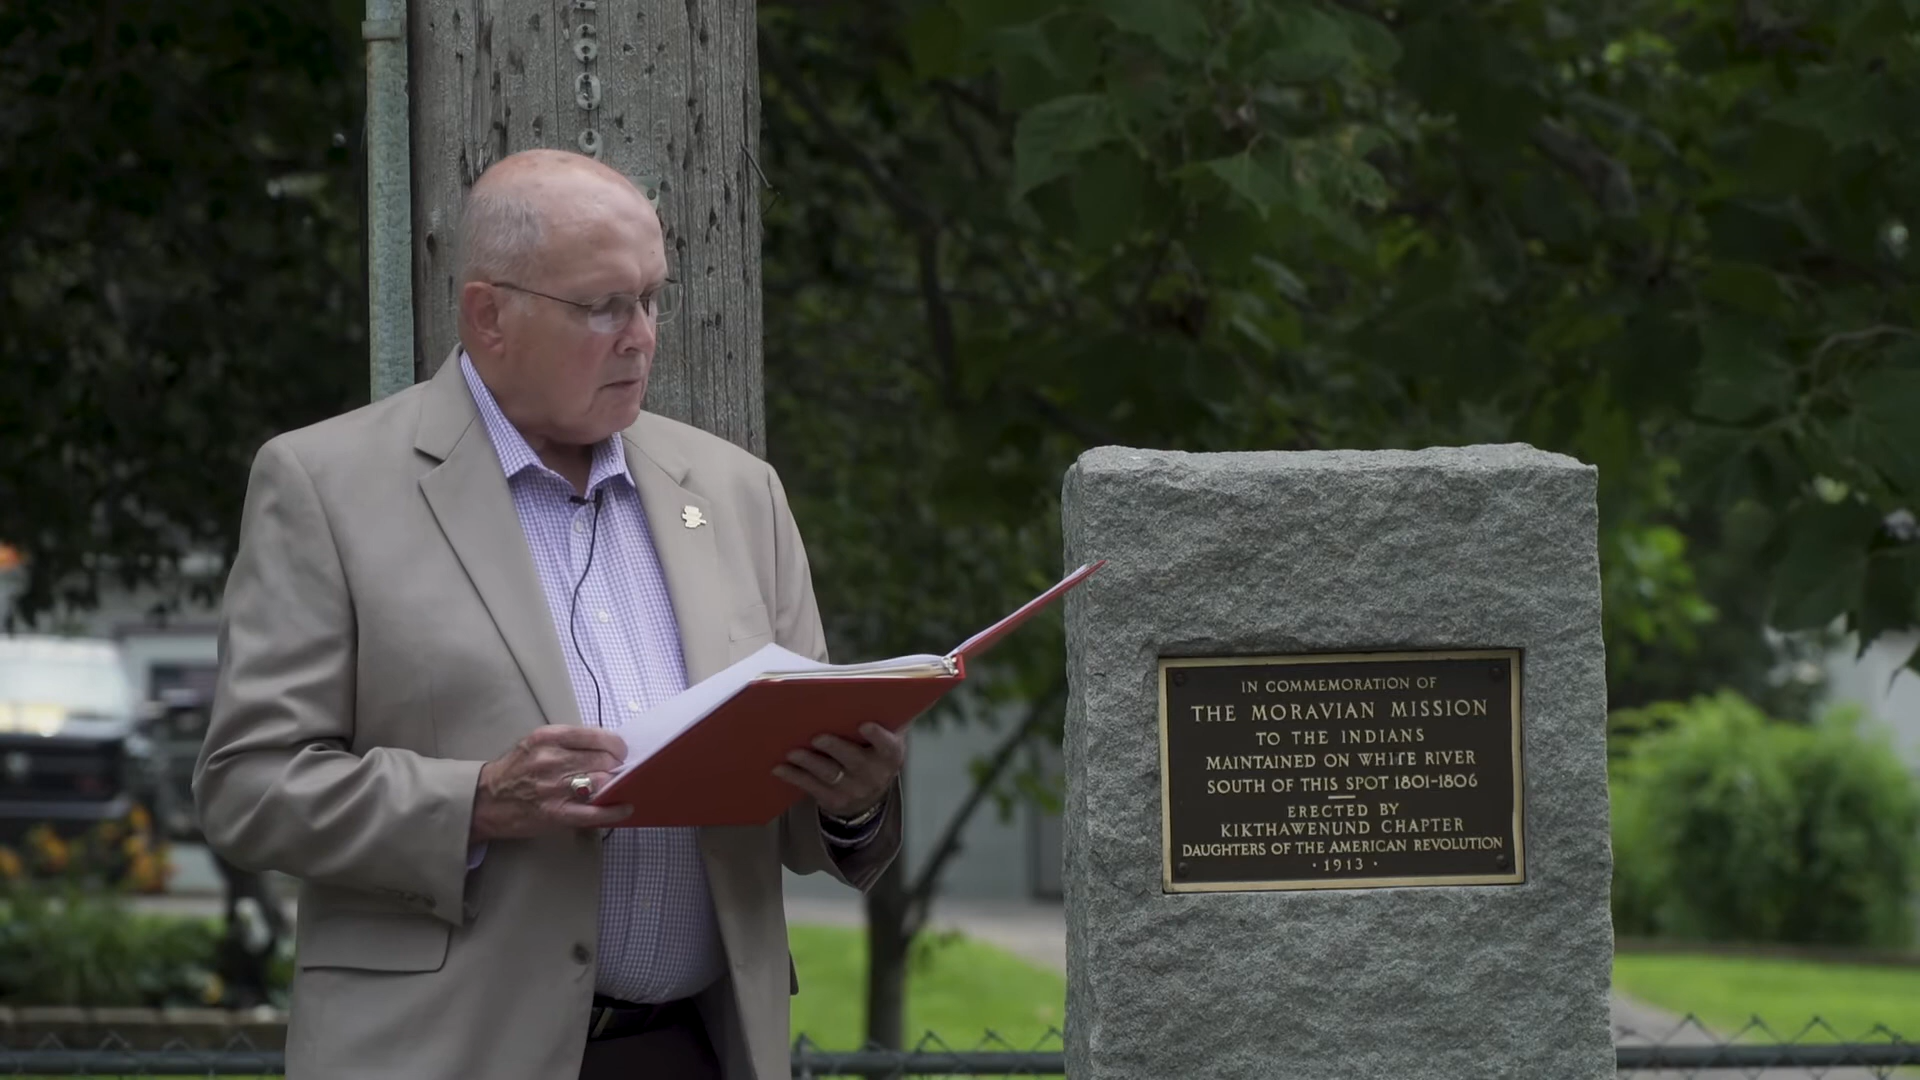 IN COMMEMORATION OF
THE MORAVIAN MISSION
TO THE INDIANS
MAINTAINED ON WHITE RIVER
SOUTH OF THIS SPOT 1801-1806
ERECTED BY
KIKTHAWENUND CHAPTER
DAUGHTERS OF THE AMERICAN REVOLUTION
· 1913 ·